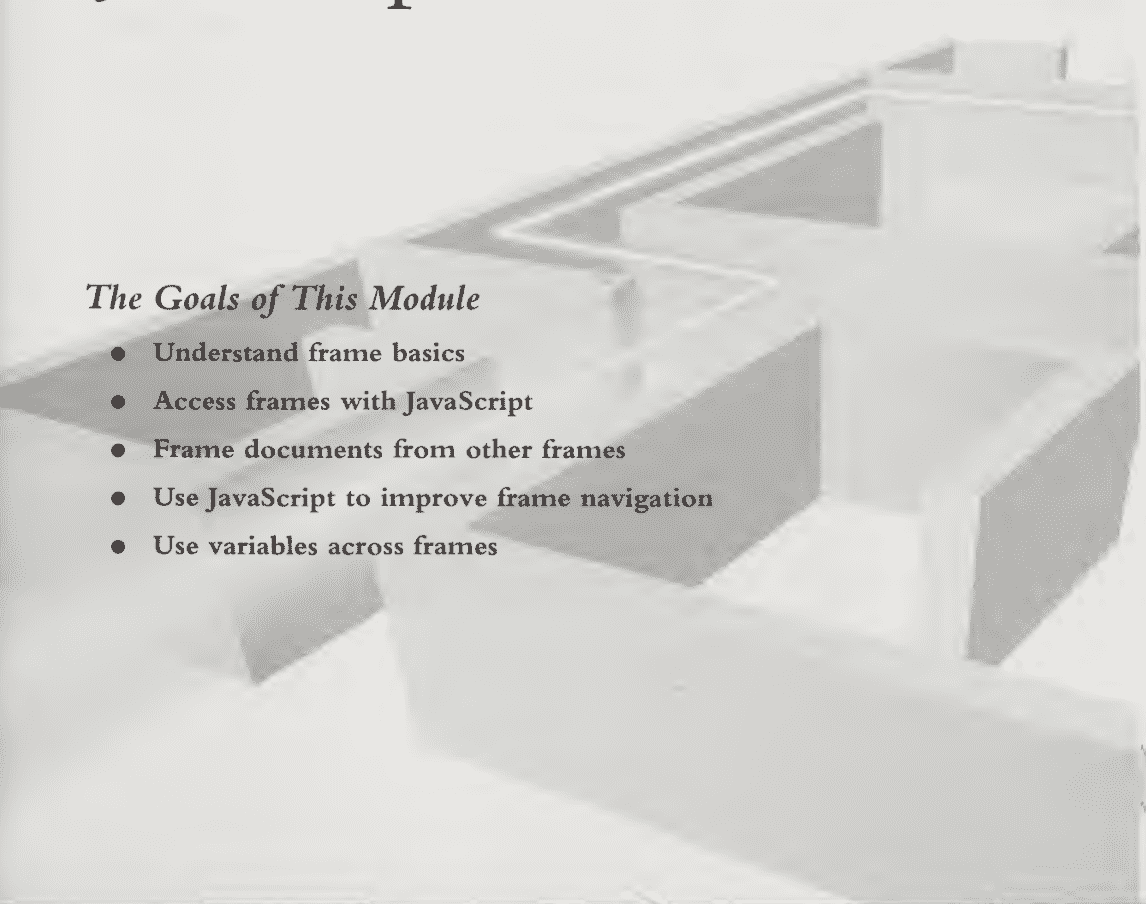 The Goals of This Module
● Understand frame basics
● Access frames with JavaScript
● Frame documents from other frames
● Use JavaScript to improve frame navigation
● Use variables across frames